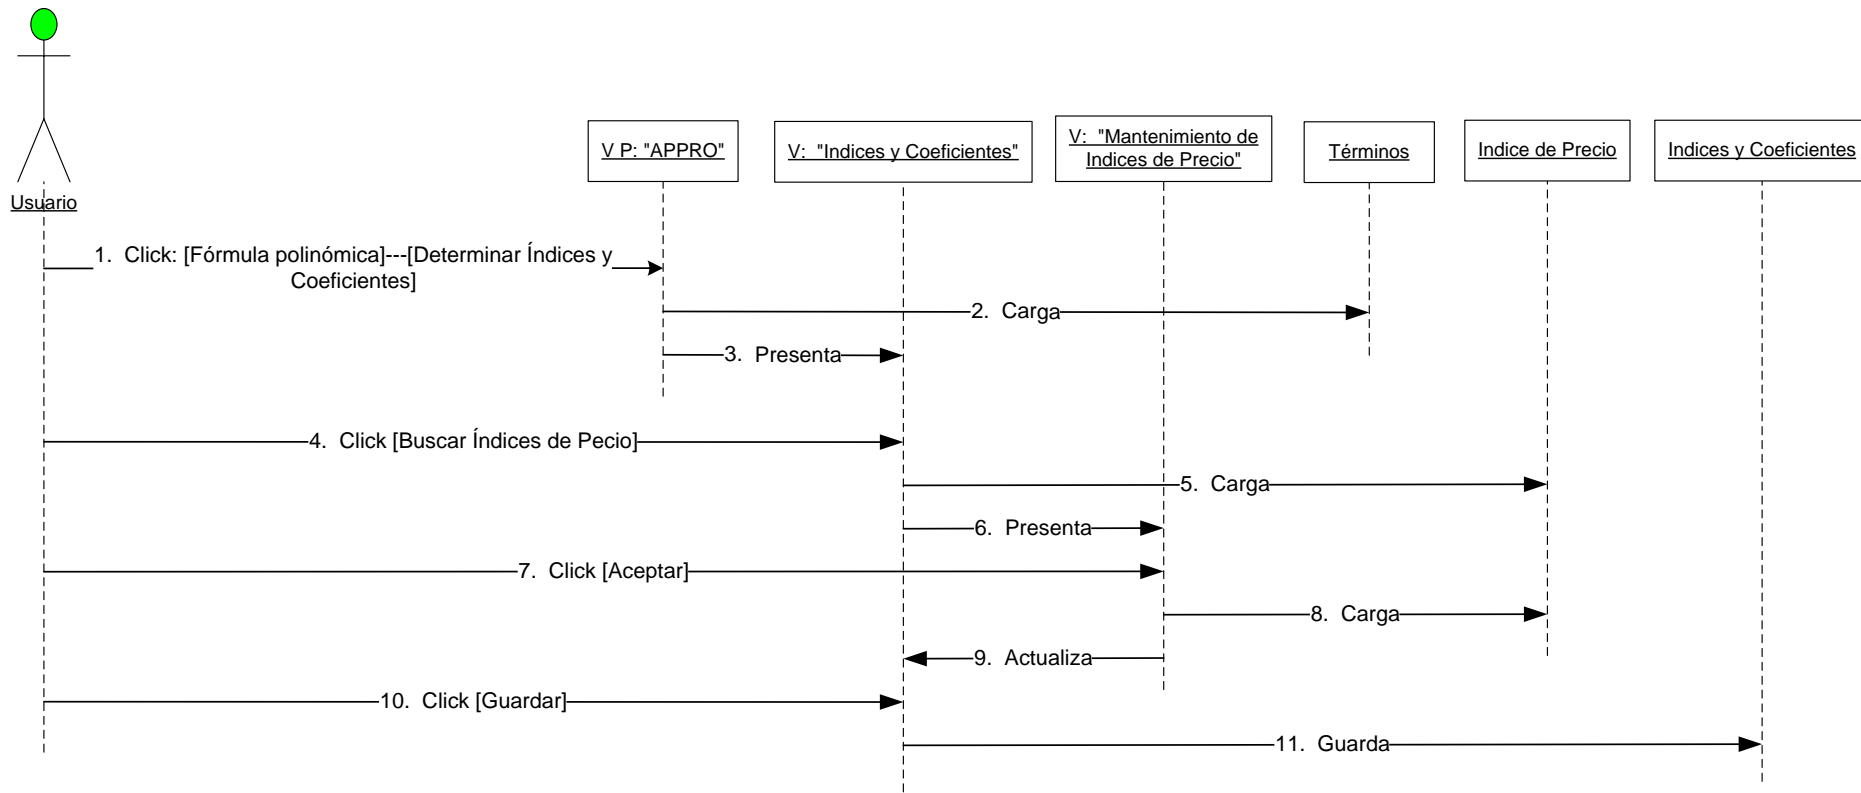 Usuario
V P: "APPRO"
V:  "Indices y Coeficientes"
V:  "Mantenimiento de
Indices de Precio"
Términos
Indice de Precio
Indices y Coeficientes
1.  Click: [Fórmula polinómica]---[Determinar Índices y
Coeficientes]
2.  Carga
3.  Presenta
4.  Click [Buscar Índices de Pecio]
5.  Carga
6.  Presenta
7.  Click [Aceptar]
8.  Carga
9.  Actualiza
10.  Click [Guardar]
11.  Guarda